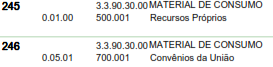 245 3.3.90.30.00 MATERIAL DE CONSUMO
0.01.00 500.001 Recursos Próprios
246 3.3.90.30.00 MATERIAL DE CONSUMO
0.05.01 700.001 Convênios da União